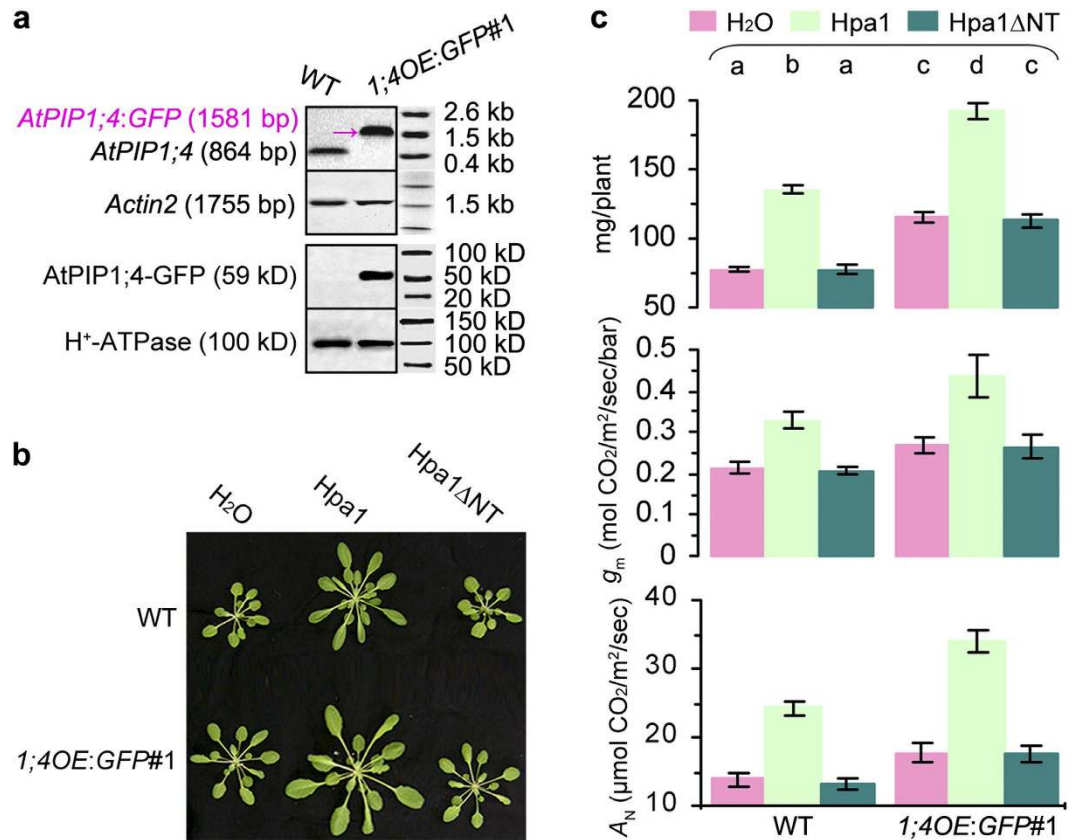 a
WT
1;4OE:GFP#1
AtPIP1;4:GFP (1581 bp)
→
AtPIP1;4 (864 bp)
2.6 kb
1.5 kb
0.4 kb
Actin2 (1755 bp)
1.5 kb
AtPIP1;4-GFP (59 kD)
100 kD
50 kD
20 kD
H⁺-ATPase (100 kD)
150 kD
100 kD
50 kD
b
H₂O
Hpa1
Hpa1ΔNT
WT
1;4OE:GFP#1
c
H₂O Hpa1 Hpa1ΔNT
a b a c d c
mg/plant
200
150
100
50
gₘ (mol CO₂/m²/sec/bar)
0.5
0.4
0.3
0.2
0.1
0
A_N (μmol CO₂/m²/sec)
40
30
20
10
WT 1;4OE:GFP#1